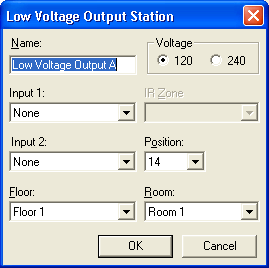 Low Voltage Output Station
Name:
Voltage
Low Voltage Output A
120
240
Input 1:
IR Zone
None
Input 2:
Position:
None
14
Floor:
Room:
Floor 1
Room 1
OK
Cancel